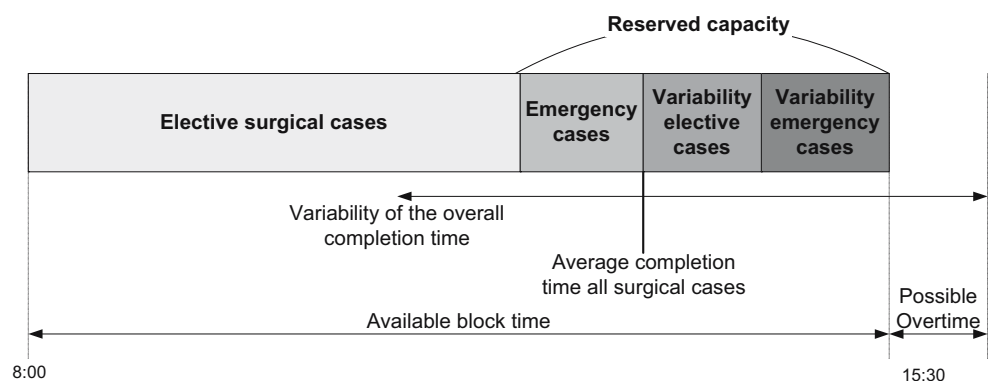 Reserved capacity
Elective surgical cases
Emergency
cases
Variability
elective
cases
Variability
emergency
cases
Variability of the overall
completion time
Average completion
time all surgical cases
Possible
Overtime
Available block time
8:00
15:30